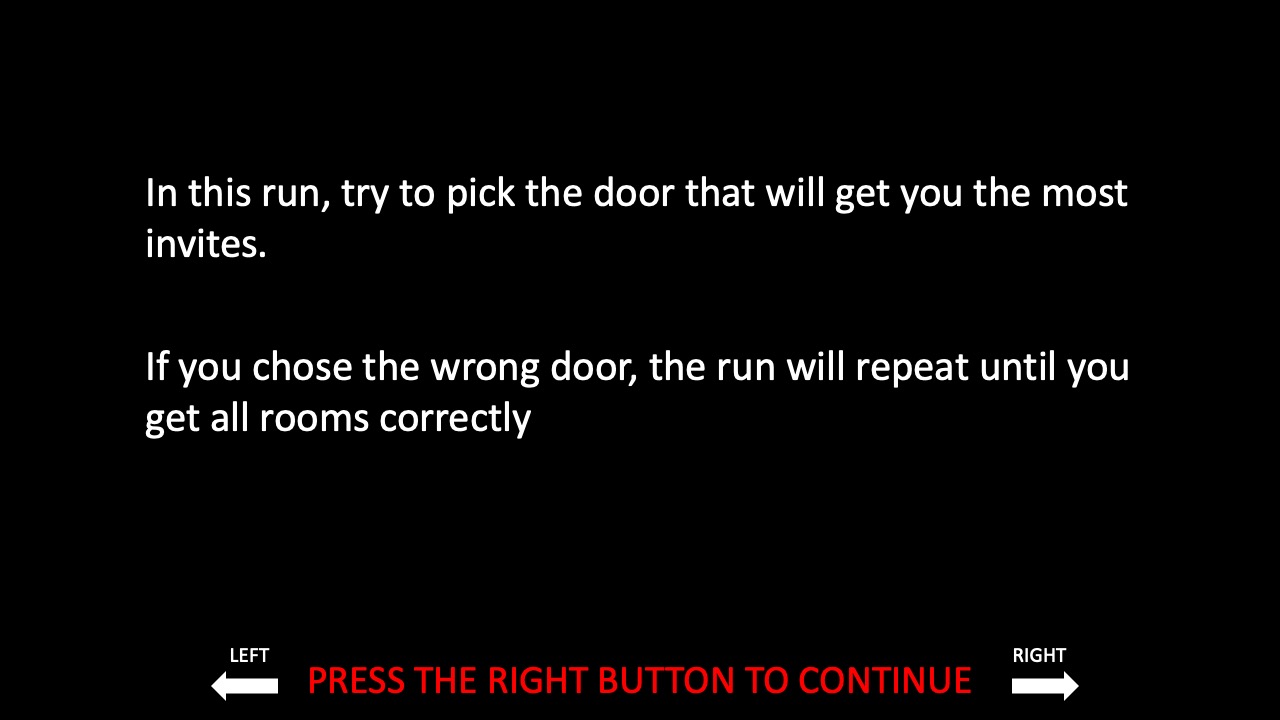 In this run, try to pick the door that will get you the most
invites.
If you chose the wrong door, the run will repeat until you
get all rooms correctly
LEFT
RIGHT
PRESS THE RIGHT BUTTON TO CONTINUE